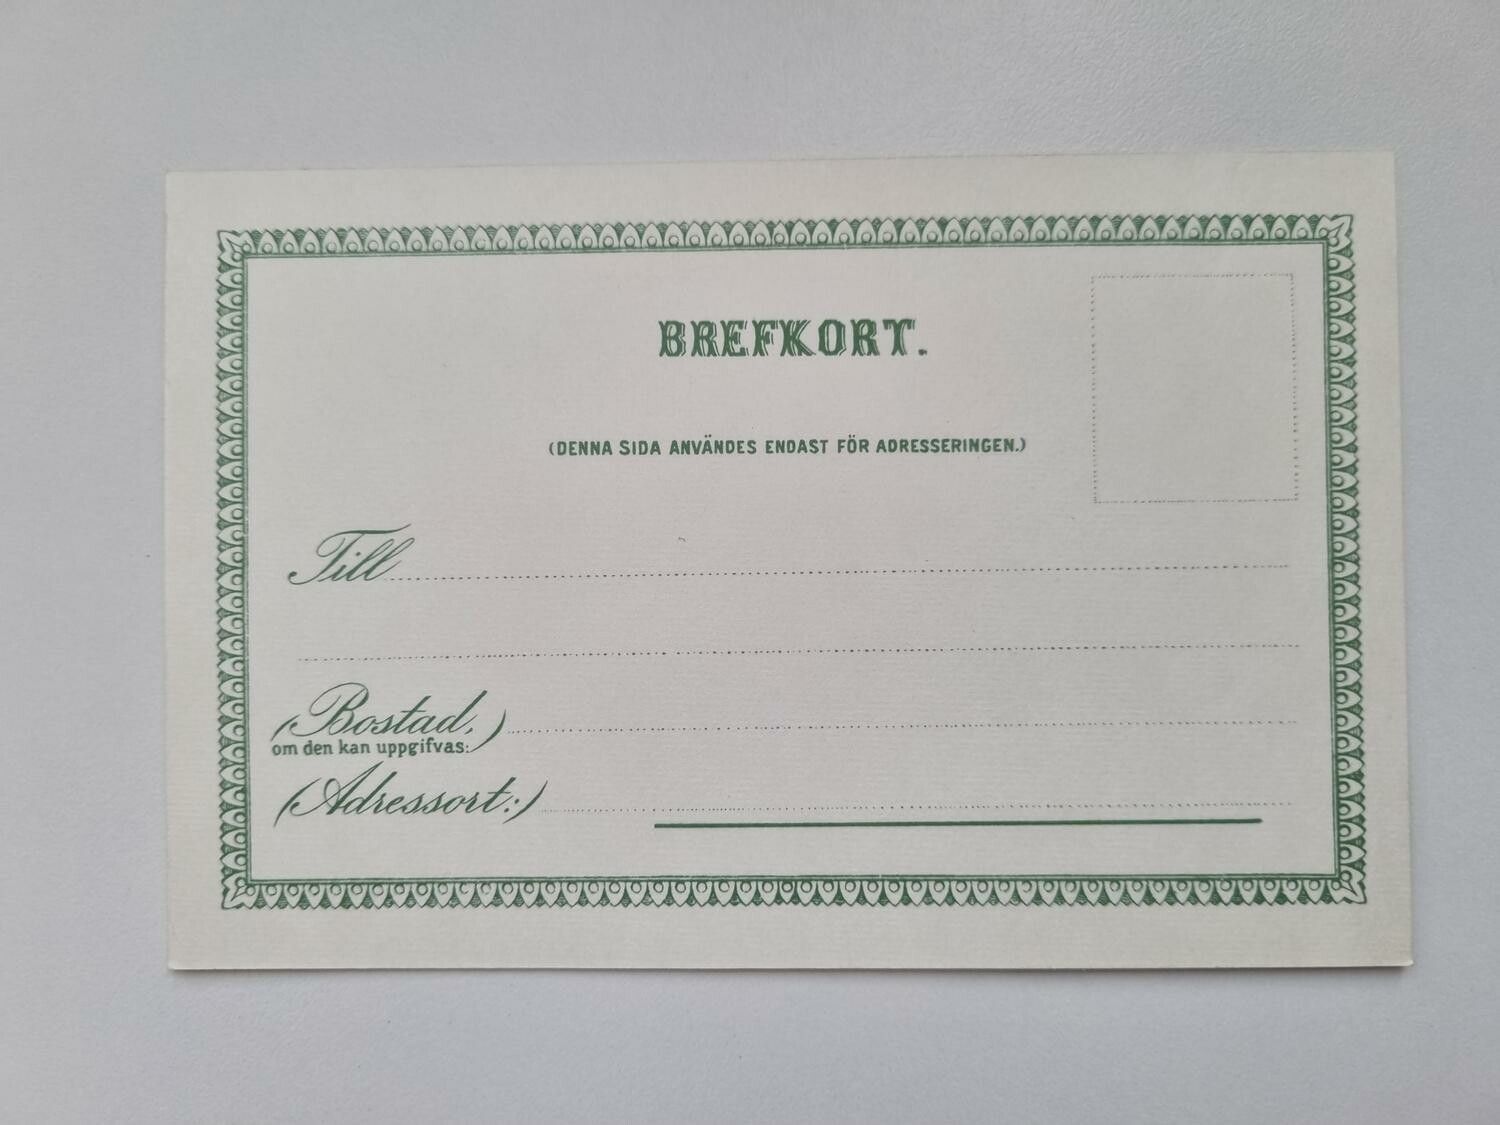 BREFKORT.
(DENNA SIDA ANVÄNDES ENDAST FÖR ADRESSERINGEN.)
Till
(Bostad,)
om den kan uppgifvas:
(Adressort:)